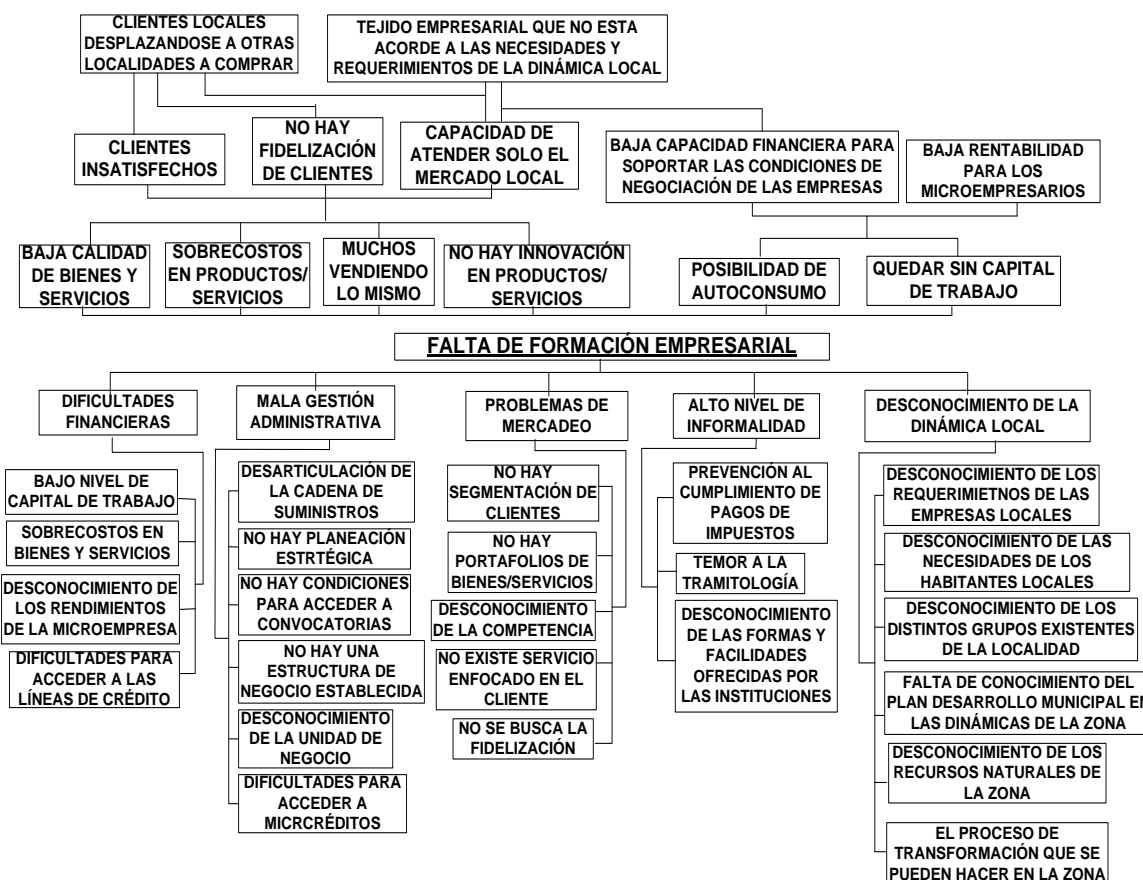 CLIENTES LOCALES
DESPLAZANDOSE A OTRAS
LOCALIDADES A COMPRAR
TEJIDO EMPRESARIAL QUE NO ESTA
ACORDE A LAS NECESIDADES Y
REQUERIMIENTOS DE LA DINÁMICA LOCAL
CLIENTES
INSATISFECHOS
NO HAY
FIDELIZACIÓN
DE CLIENTES
CAPACIDAD DE
ATENDER SOLO EL
MERCADO LOCAL
BAJA CAPACIDAD FINANCIERA PARA
SOPORTAR LAS CONDICIONES DE
NEGOCIACIÓN DE LAS EMPRESAS
BAJA RENTABILIDAD
PARA LOS
MICROEMPRESARIOS
BAJA CALIDAD
DE BIENES Y
SERVICIOS
SOBRECOSTOS
EN PRODUCTOS/
SERVICIOS
MUCHOS
VENDIENDO
LO MISMO
NO HAY INNOVACIÓN
EN PRODUCTOS/
SERVICIOS
POSIBILIDAD DE
AUTOCONSUMO
QUEDAR SIN CAPITAL
DE TRABAJO
FALTA DE FORMACIÓN EMPRESARIAL
DIFICULTADES
FINANCIERAS
MALA GESTIÓN
ADMINISTRATIVA
PROBLEMAS DE
MERCADEO
ALTO NIVEL DE
INFORMALIDAD
DESCONOCIMIENTO DE LA
DINÁMICA LOCAL
BAJO NIVEL DE
CAPITAL DE TRABAJO
SOBRECOSTOS EN
BIENES Y SERVICIOS
DESCONOCIMIENTO DE
LOS RENDIMIENTOS
DE LA MICROEMPRESA
DIFICULTADES PARA
ACCEDER A LAS
LÍNEAS DE CRÉDITO
DESARTICULACIÓN DE
LA CADENA DE
SUMINISTROS
NO HAY PLANEACIÓN
ESTRTÉGICA
NO HAY CONDICIONES
PARA ACCEDER A
CONVOCATORIAS
NO HAY UNA
ESTRUCTURA DE
NEGOCIO ESTABLECIDA
DESCONOCIMIENTO
DE LA UNIDAD DE
NEGOCIO
DIFICULTADES PARA
ACCEDER A
MICRCRÉDITOS
NO HAY
SEGMENTACIÓN DE
CLIENTES
NO HAY
PORTAFOLIOS DE
BIENES/SERVICIOS
DESCONOCIMIENTO
DE LA COMPETENCIA
NO EXISTE SERVICIO
ENFOCADO EN EL
CLIENTE
NO SE BUSCA LA
FIDELIZACIÓN
PREVENCIÓN AL
CUMPLIMIENTO DE
PAGOS DE
IMPUESTOS
TEMOR A LA
TRAMITOLOGÍA
DESCONOCIMIENTO
DE LAS FORMAS Y
FACILIDADES
OFRECIDAS POR
LAS INSTITUCIONES
DESCONOCIMIENTO DE LOS
REQUERIMIETNOS DE LAS
EMPRESAS LOCALES
DESCONOCIMIENTO DE LAS
NECESIDADES DE LOS
HABITANTES LOCALES
DESCONOCIMIENTO DE LOS
DISTINTOS GRUPOS EXISTENTES
DE LA LOCALIDAD
FALTA DE CONOCIMIENTO DEL
PLAN DESARROLLO MUNICIPAL EN
LAS DINÁMICAS DE LA ZONA
DESCONOCIMIENTO DE LOS
RECURSOS NATURALES DE
LA ZONA
EL PROCESO DE
TRANSFORMACIÓN QUE SE
PUEDEN HACER EN LA ZONA